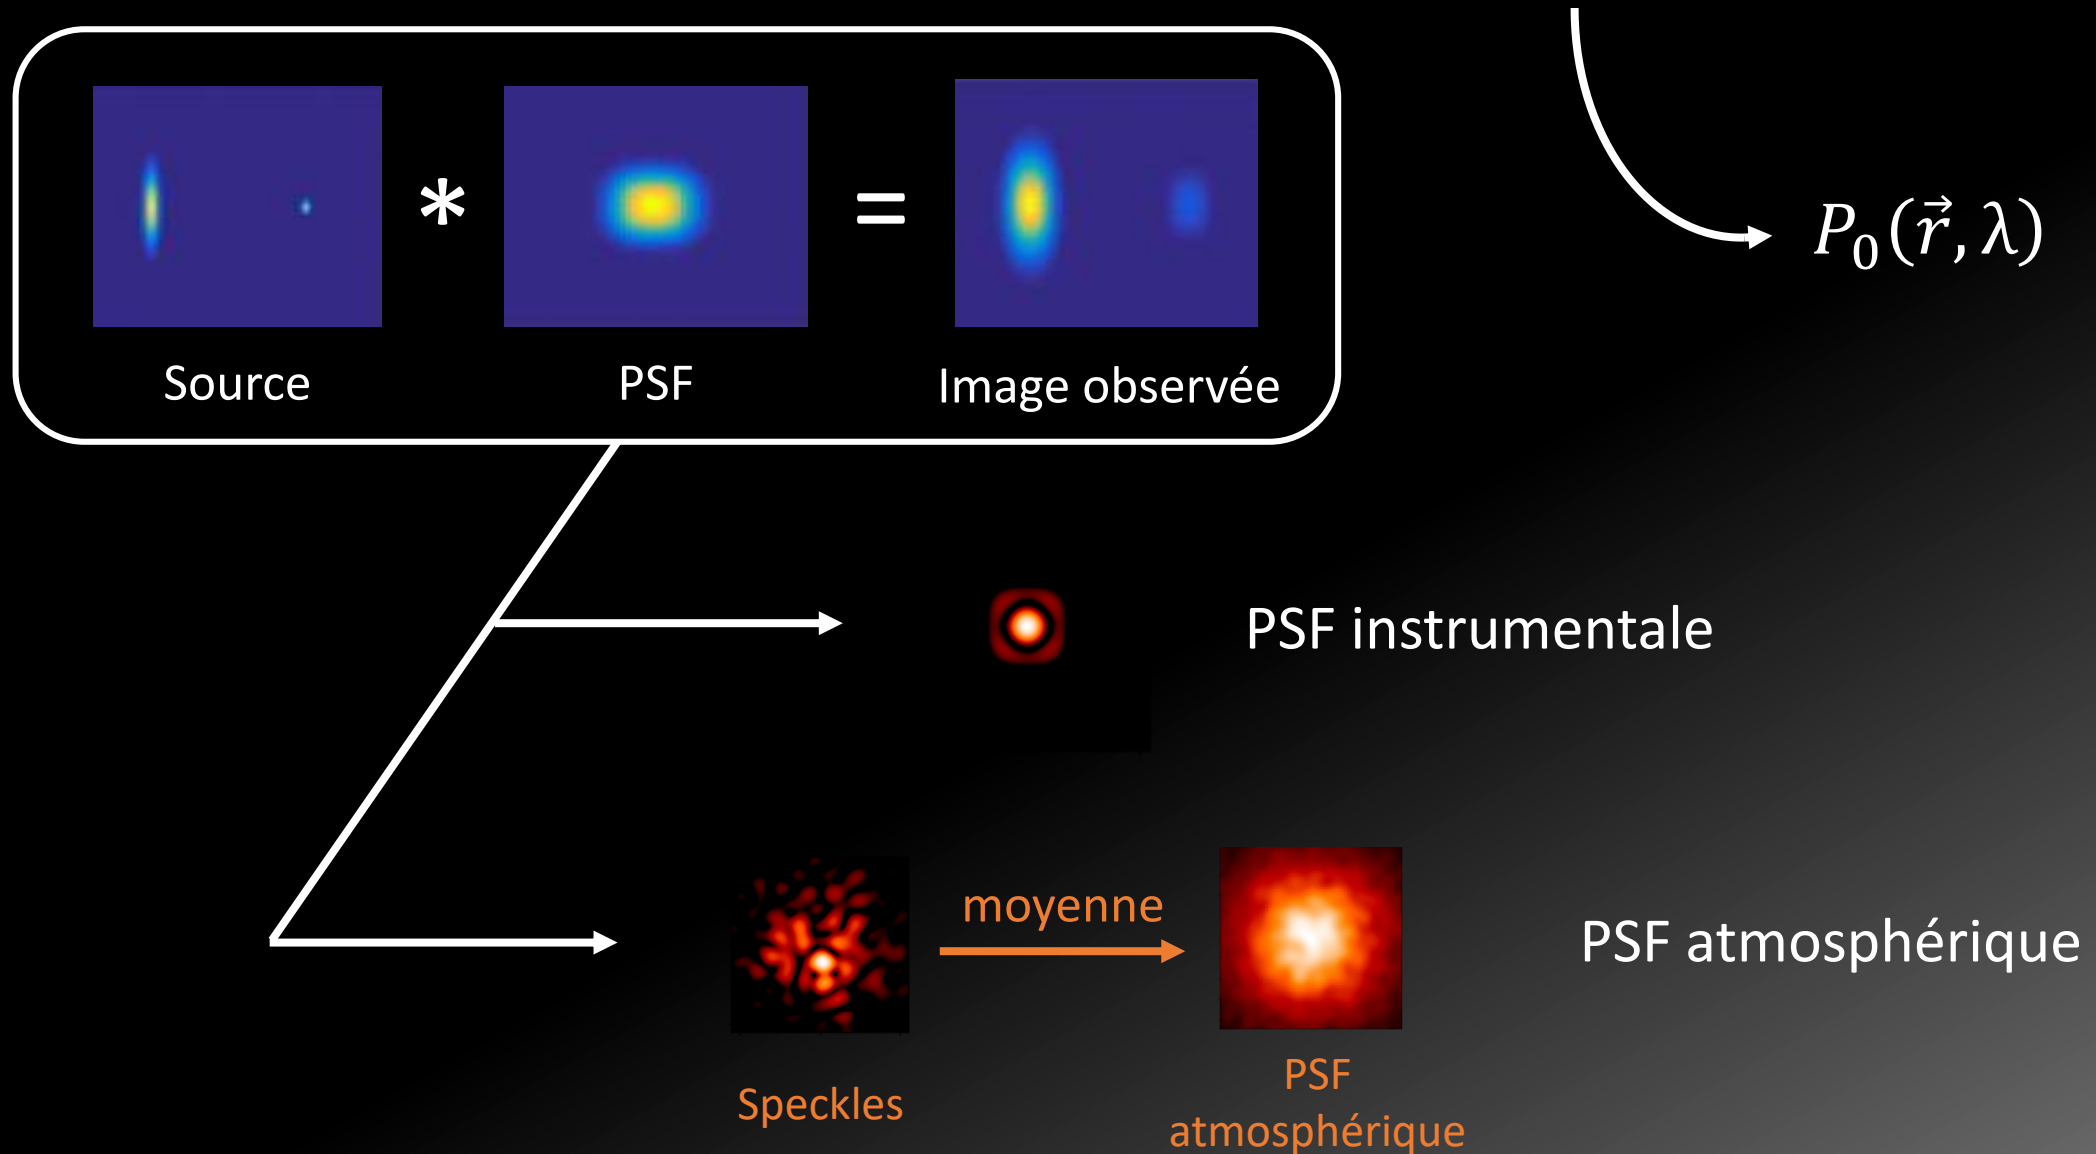 * =
Source
PSF
Image observée
P₀(r⃗, λ)
PSF instrumentale
moyenne
PSF atmosphérique
Speckles
PSF
atmosphérique